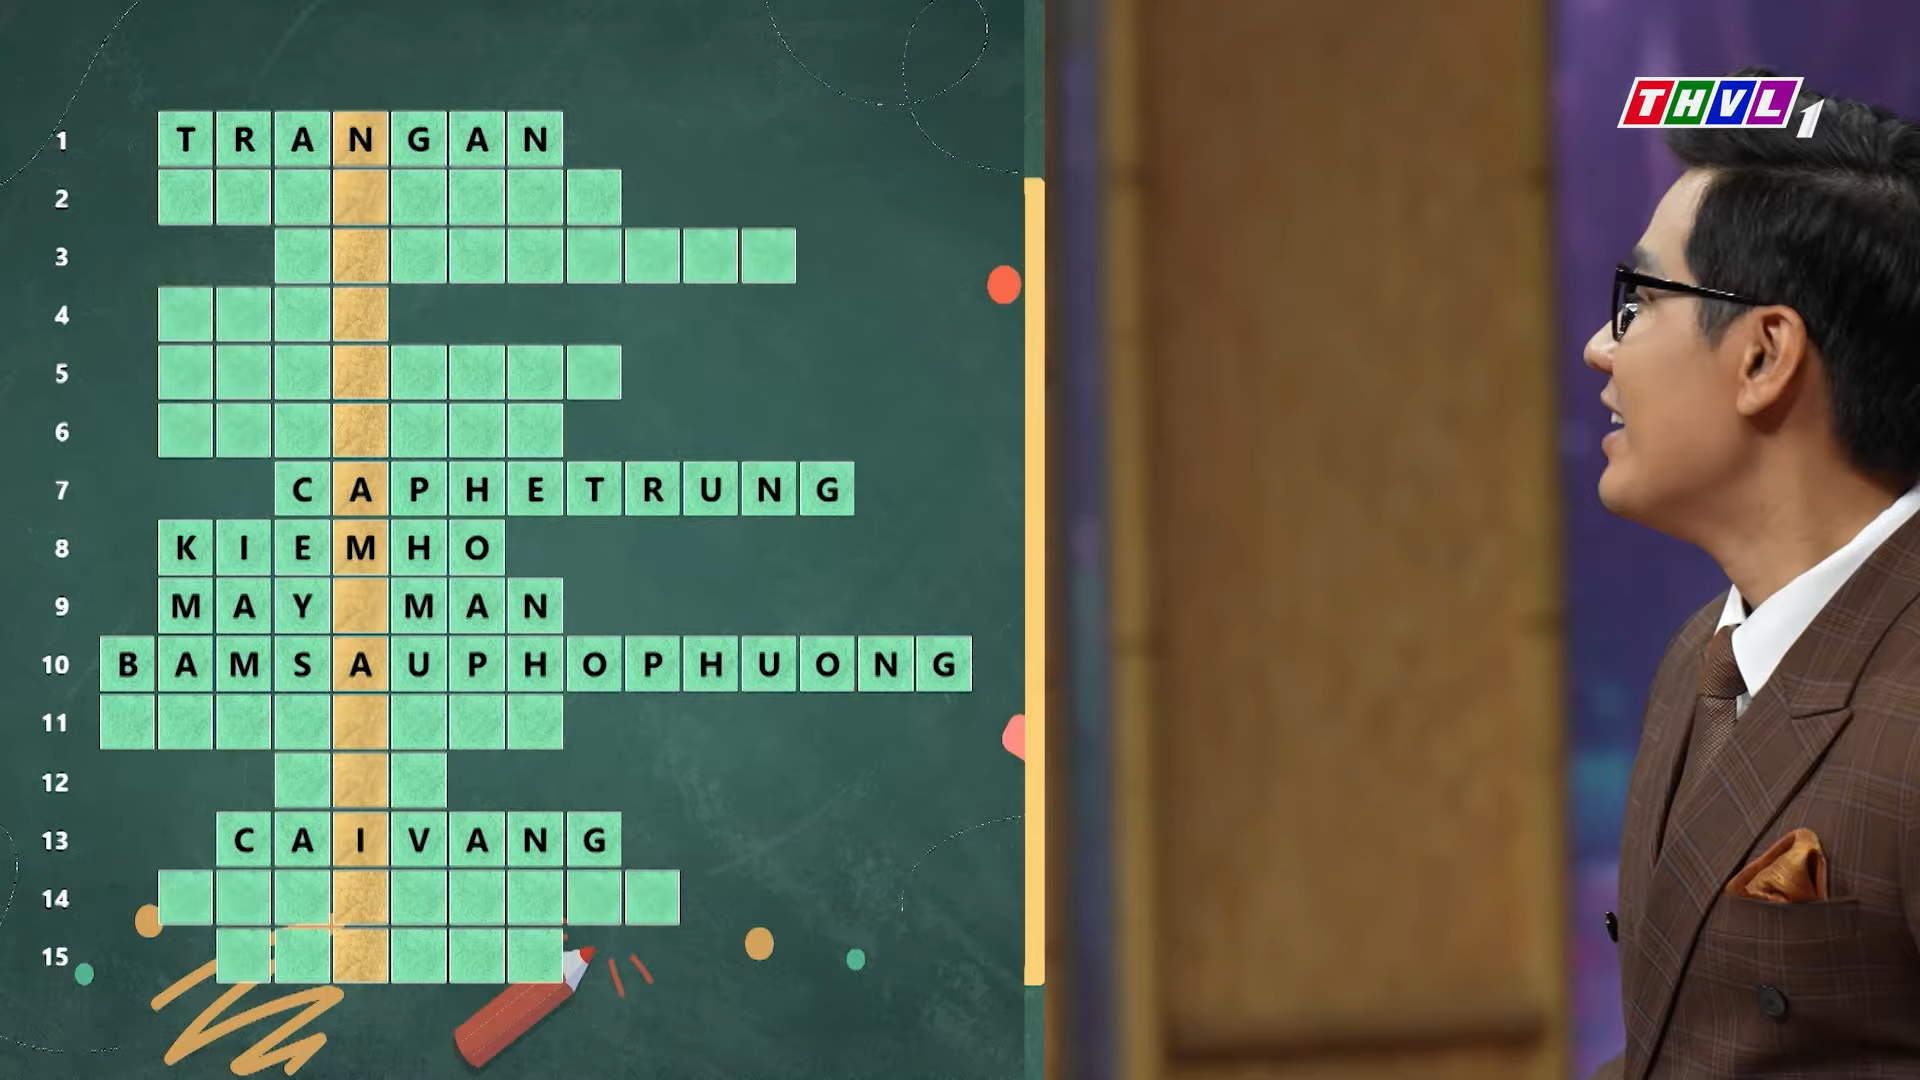 THVL1
1 TRANGAN
2
3
4
5
6
7 CAPHETRUNG
8 KIEMHO
9 MAY MAN
10 BAMSAUPHOPHUONG
11
12
13 CAIVANG
14
15